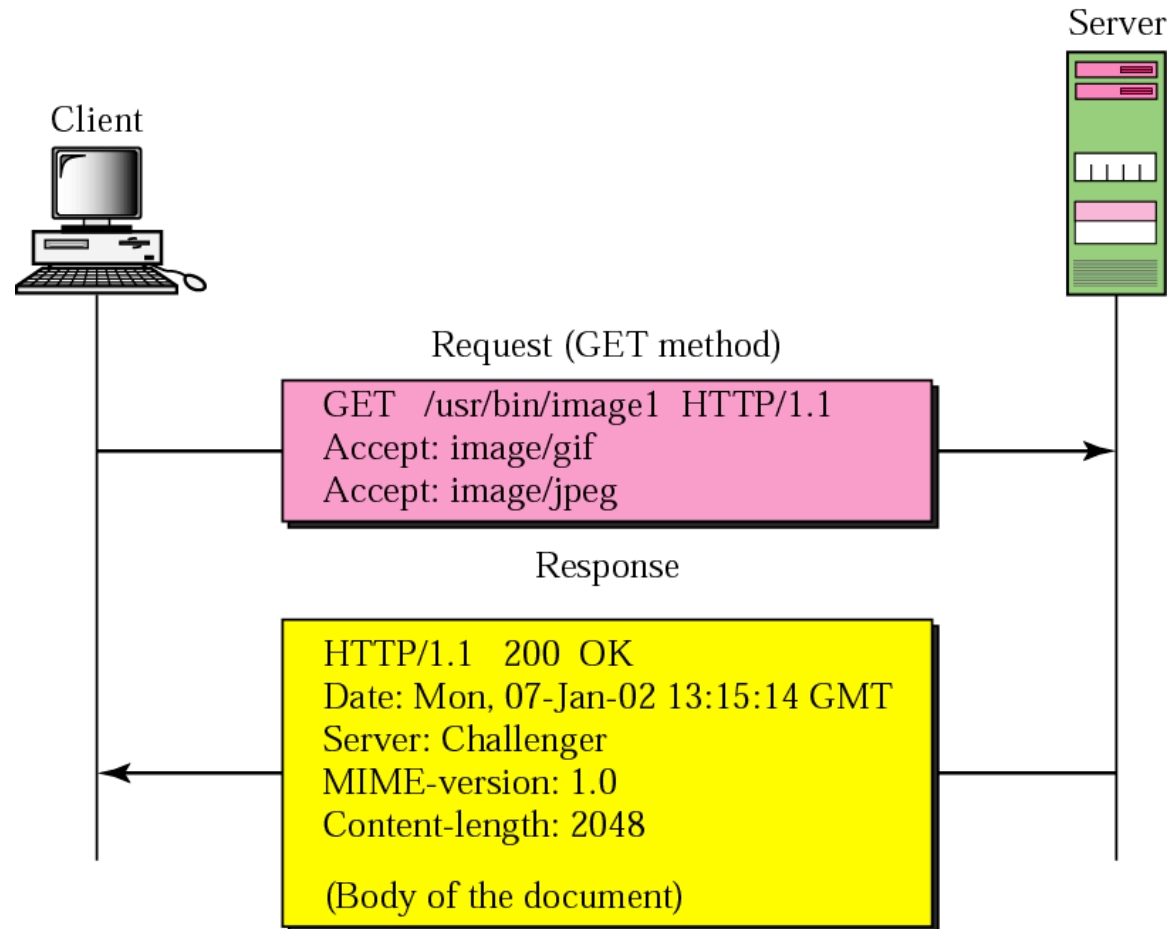 Server
Client
Request (GET method)
GET /usr/bin/image1 HTTP/1.1
Accept: image/gif
Accept: image/jpeg
Response
HTTP/1.1 200 OK
Date: Mon, 07-Jan-02 13:15:14 GMT
Server: Challenger
MIME-version: 1.0
Content-length: 2048
(Body of the document)